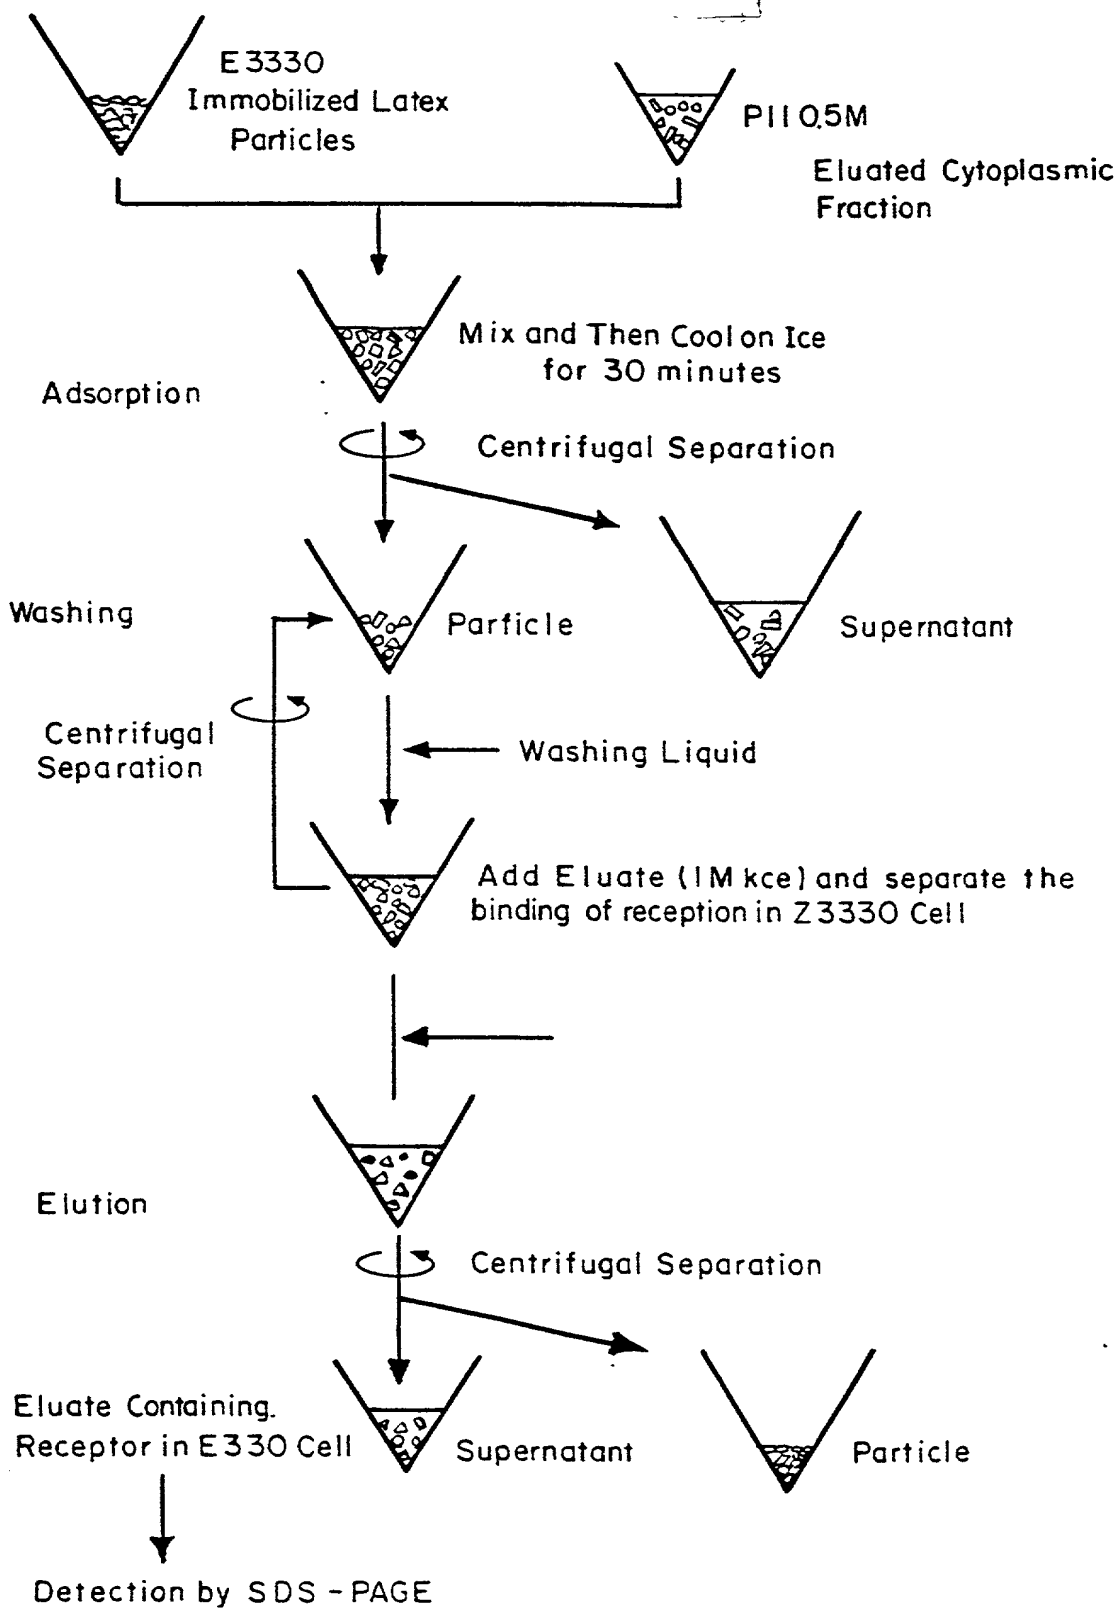 E3330
Immobilized Latex
Particles
P11 0.5M
Eluated Cytoplasmic
Fraction
Mix and Then Cool on Ice
for 30 minutes
Adsorption
Centrifugal Separation
Washing
Parficle
Supernatant
Centrifugal
Separation
Washing Liquid
Add Eluate (1M kce) and separate the
binding of reception in Z3330 Cell
Elution
Centrifugal Separation
Eluate Containing.
Receptor in E330 Cell
Supernatant
Particle
Detection by SDS - PAGE